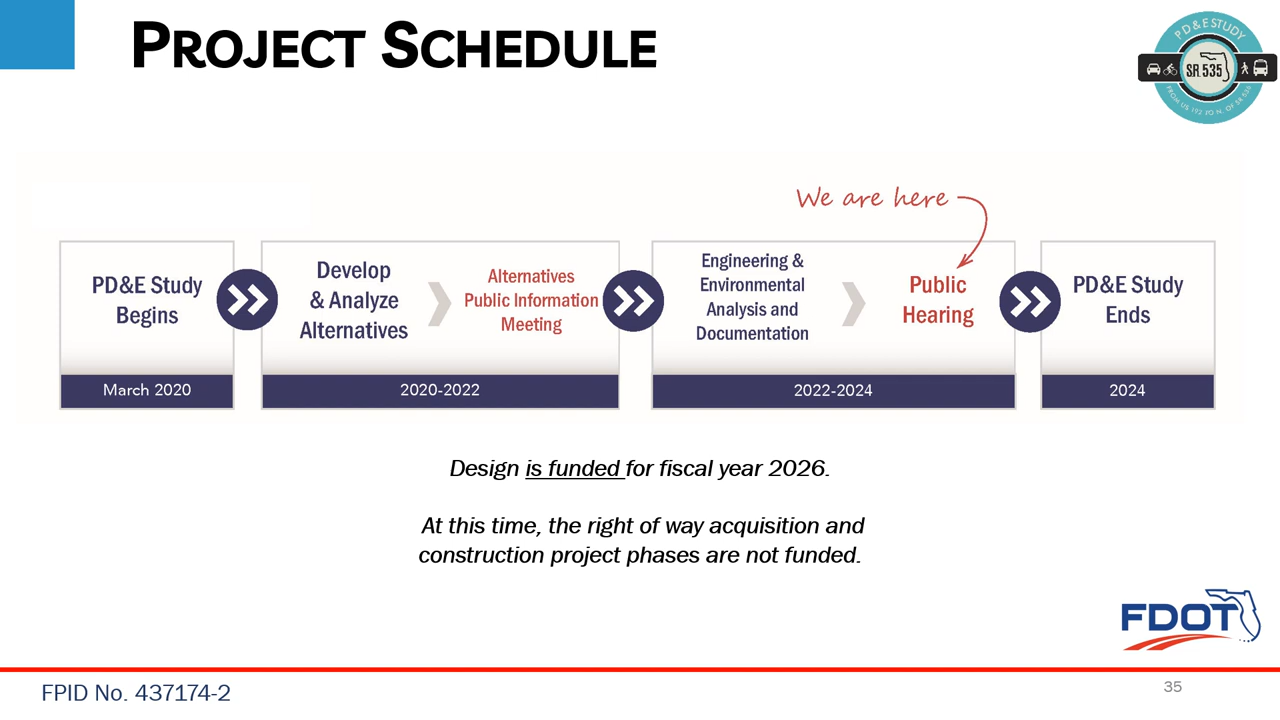 PROJECT SCHEDULE
PD&E STUDY
SR 535
FROM US 192 TO N. OF SR 536
We are here
PD&E Study
Begins
March 2020
Develop
& Analyze
Alternatives
Alternatives
Public Information
Meeting
2020-2022
Engineering &
Environmental
Analysis and
Documentation
Public
Hearing
2022-2024
PD&E Study
Ends
2024
Design is funded for fiscal year 2026.
At this time, the right of way acquisition and
construction project phases are not funded.
FDOT
FPID No. 437174-2
35